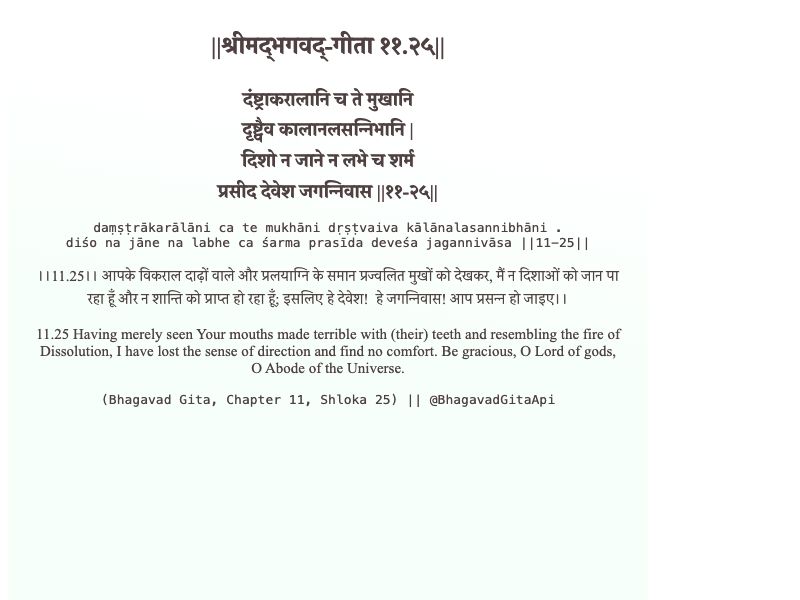 ||श्रीमद्‍भगवद्‍-गीता ११.२५||
दंष्ट्राकरालानि च ते मुखानि
दृष्ट्वैव कालानलसन्निभानि |
दिशो न जाने न लभे च शर्म
प्रसीद देवेश जगन्निवास ||११-२५||
daṃṣṭrākarālāni ca te mukhāni dṛṣṭvaiva kālānalasannibhāni .
diśo na jāne na labhe ca śarma prasīda deveśa jagannivāsa ||11-25||
।।11.25।। आपके विकराल दाढ़ों वाले और प्रलयाग्नि के समान प्रज्वलित मुखों को देखकर, मैं न दिशाओं को जान पा
रहा हूँ और न शान्ति को प्राप्त हो रहा हूँ; इसलिए हे देवेश! हे जगन्निवास! आप प्रसन्न हो जाइए।।
11.25 Having merely seen Your mouths made terrible with (their) teeth and resembling the fire of
Dissolution, I have lost the sense of direction and find no comfort. Be gracious, O Lord of gods,
O Abode of the Universe.
(Bhagavad Gita, Chapter 11, Shloka 25) || @BhagavadGitaApi